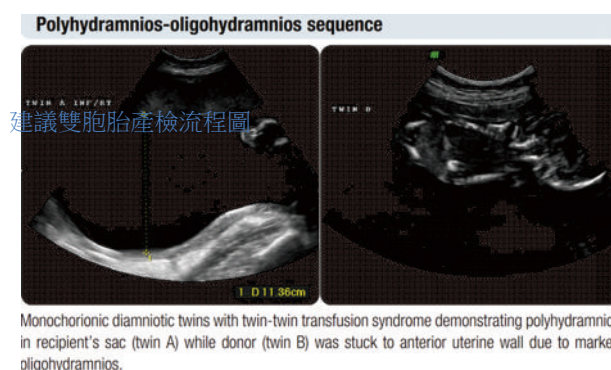 Polyhydramnios-oligohydramnios sequence
TWIN A INF/RT
TWIN B
建議雙胞胎產檢流程圖
1 D 11.36cm
Monochorionic diamniotic twins with twin-twin transfusion syndrome demonstrating polyhydramnio
in recipient's sac (twin A) while donor (twin B) was stuck to anterior uterine wall due to marke
oligohydramnios.